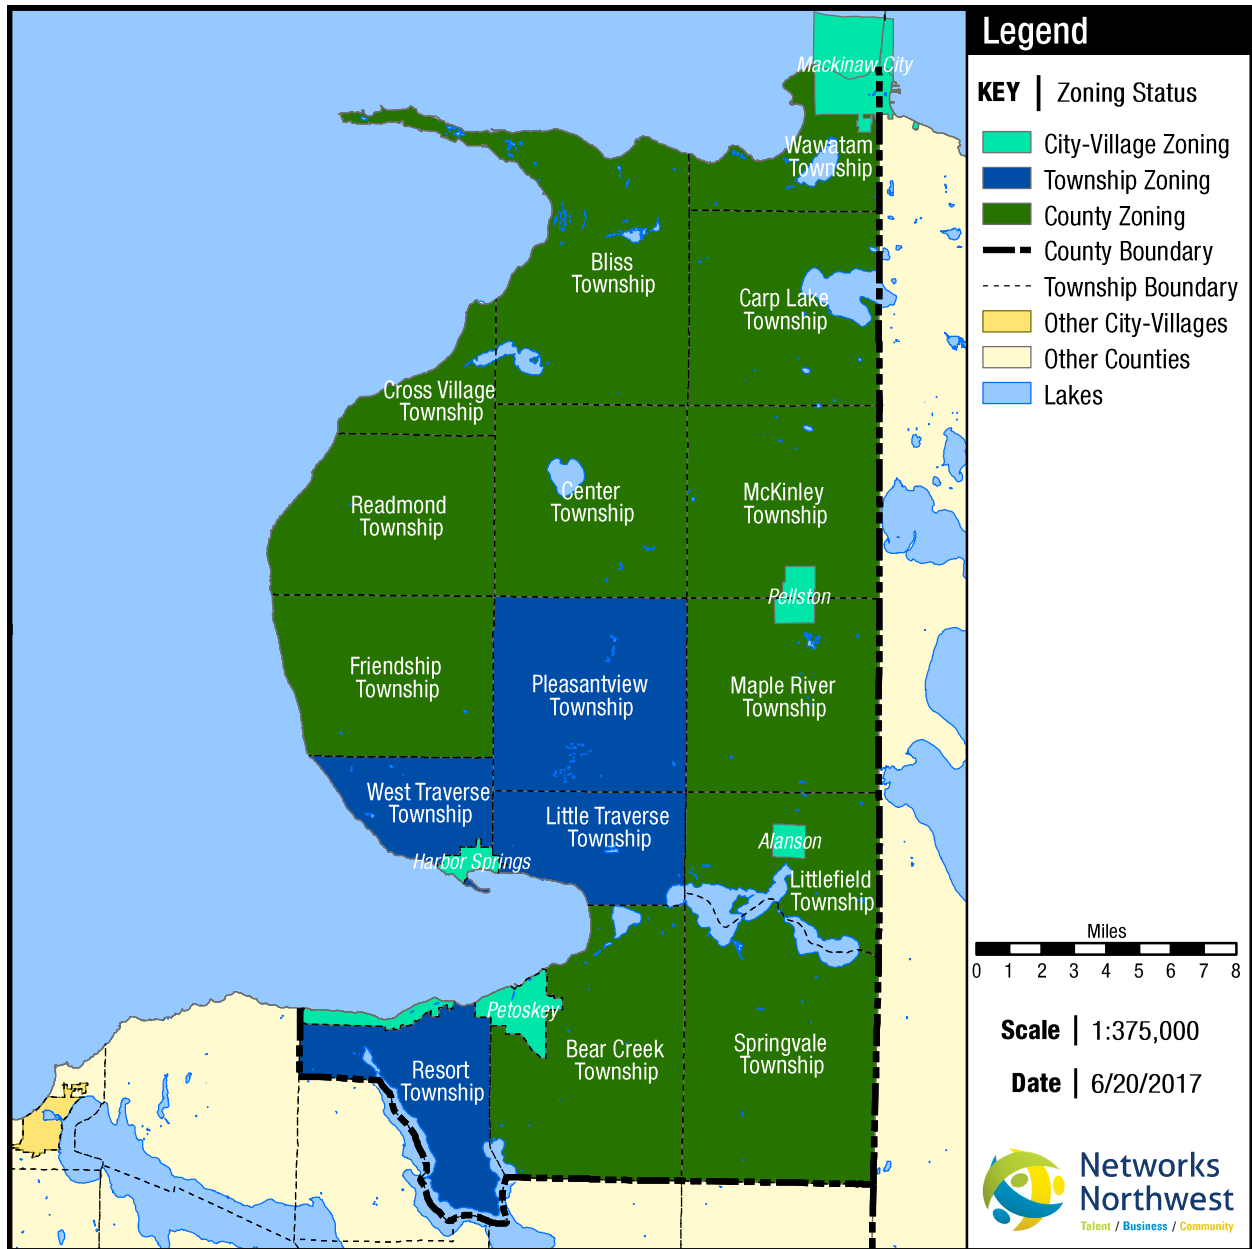 Legend
KEY | Zoning Status
City-Village Zoning
Township Zoning
County Zoning
County Boundary
Township Boundary
Other City-Villages
Other Counties
Lakes
Mackinaw City
Wawatam
Township
Bliss
Township
Carp Lake
Township
Cross Village
Township
Readmond
Township
Center
Township
McKinley
Township
Pellston
Friendship
Township
Pleasantview
Township
Maple River
Township
West Traverse
Township
Little Traverse
Township
Harbor Springs
Alanson
Littlefield
Township
Petoskey
Resort
Township
Bear Creek
Township
Springvale
Township
Miles
0 1 2 3 4 5 6 7 8
Scale | 1:375,000
Date | 6/20/2017
Networks
Northwest
Talent / Business / Community